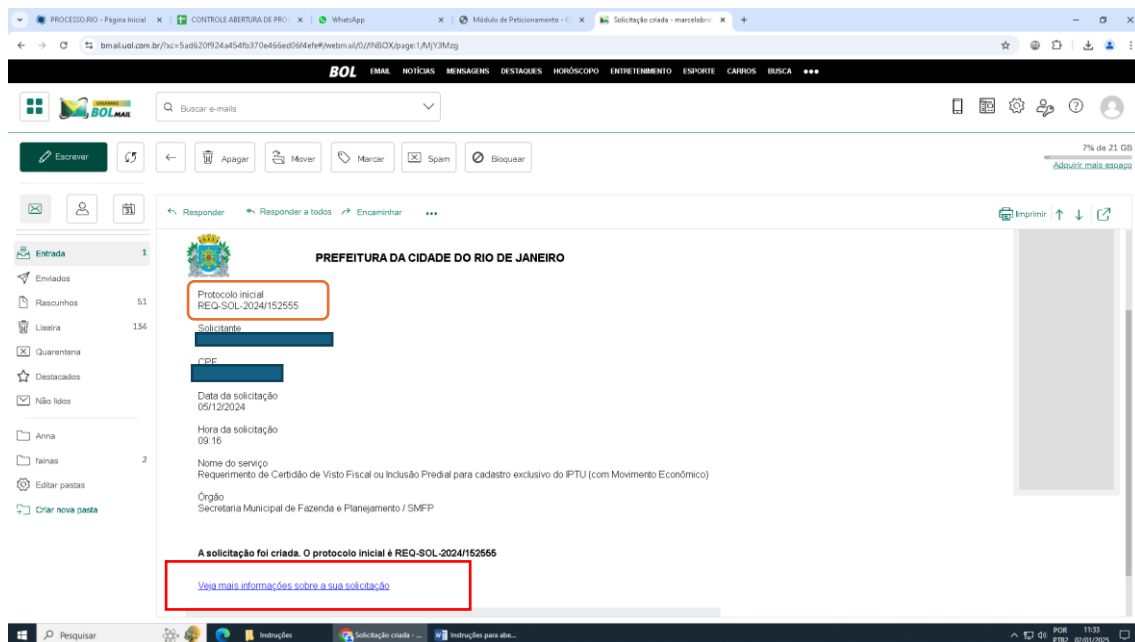 PROCESSO.RIO - Página Inicial
CONTROLE ABERTURA DE PRO
WhatsApp
Módulo de Peticionamento - C
Solicitação criada - marcelobre
bmail.uol.com.br/?xc=5ad620f924a454fb370e466ed06f4efe#/webmail/0//INBOX/page:1/MjY3Mzg
BOL EMAIL NOTÍCIAS MENSAGENS DESTAQUES HORÓSCOPO ENTRETENIMENTO ESPORTE CARROS BUSCA
BOL MAIL
Buscar e-mails
Escrever
Apagar
Mover
Marcar
Spam
Bloquear
7% de 21 GB
Adquirir mais espaço
Responder
Responder a todos
Encaminhar
Imprimir
Entrada 1
Enviados
Rascunhos 51
Lixeira 134
Quarentena
Destacados
Não lidos
Anna
fainas 2
Editar pastas
Criar nova pasta
PREFEITURA DA CIDADE DO RIO DE JANEIRO
Protocolo inicial
REQ-SOL-2024/152555
Solicitante
CPF
Data da solicitação
05/12/2024
Hora da solicitação
09:16
Nome do serviço
Requerimento de Certidão de Visto Fiscal ou Inclusão Predial para cadastro exclusivo do IPTU (com Movimento Econômico)
Órgão
Secretaria Municipal de Fazenda e Planejamento / SMFP
A solicitação foi criada. O protocolo inicial é REQ-SOL-2024/152555
Veja mais informações sobre a sua solicitação
Pesquisar
Instruções
Solicitação criada - ...
Instruções para abe...
POR
PTB2
11:33
02/01/2025